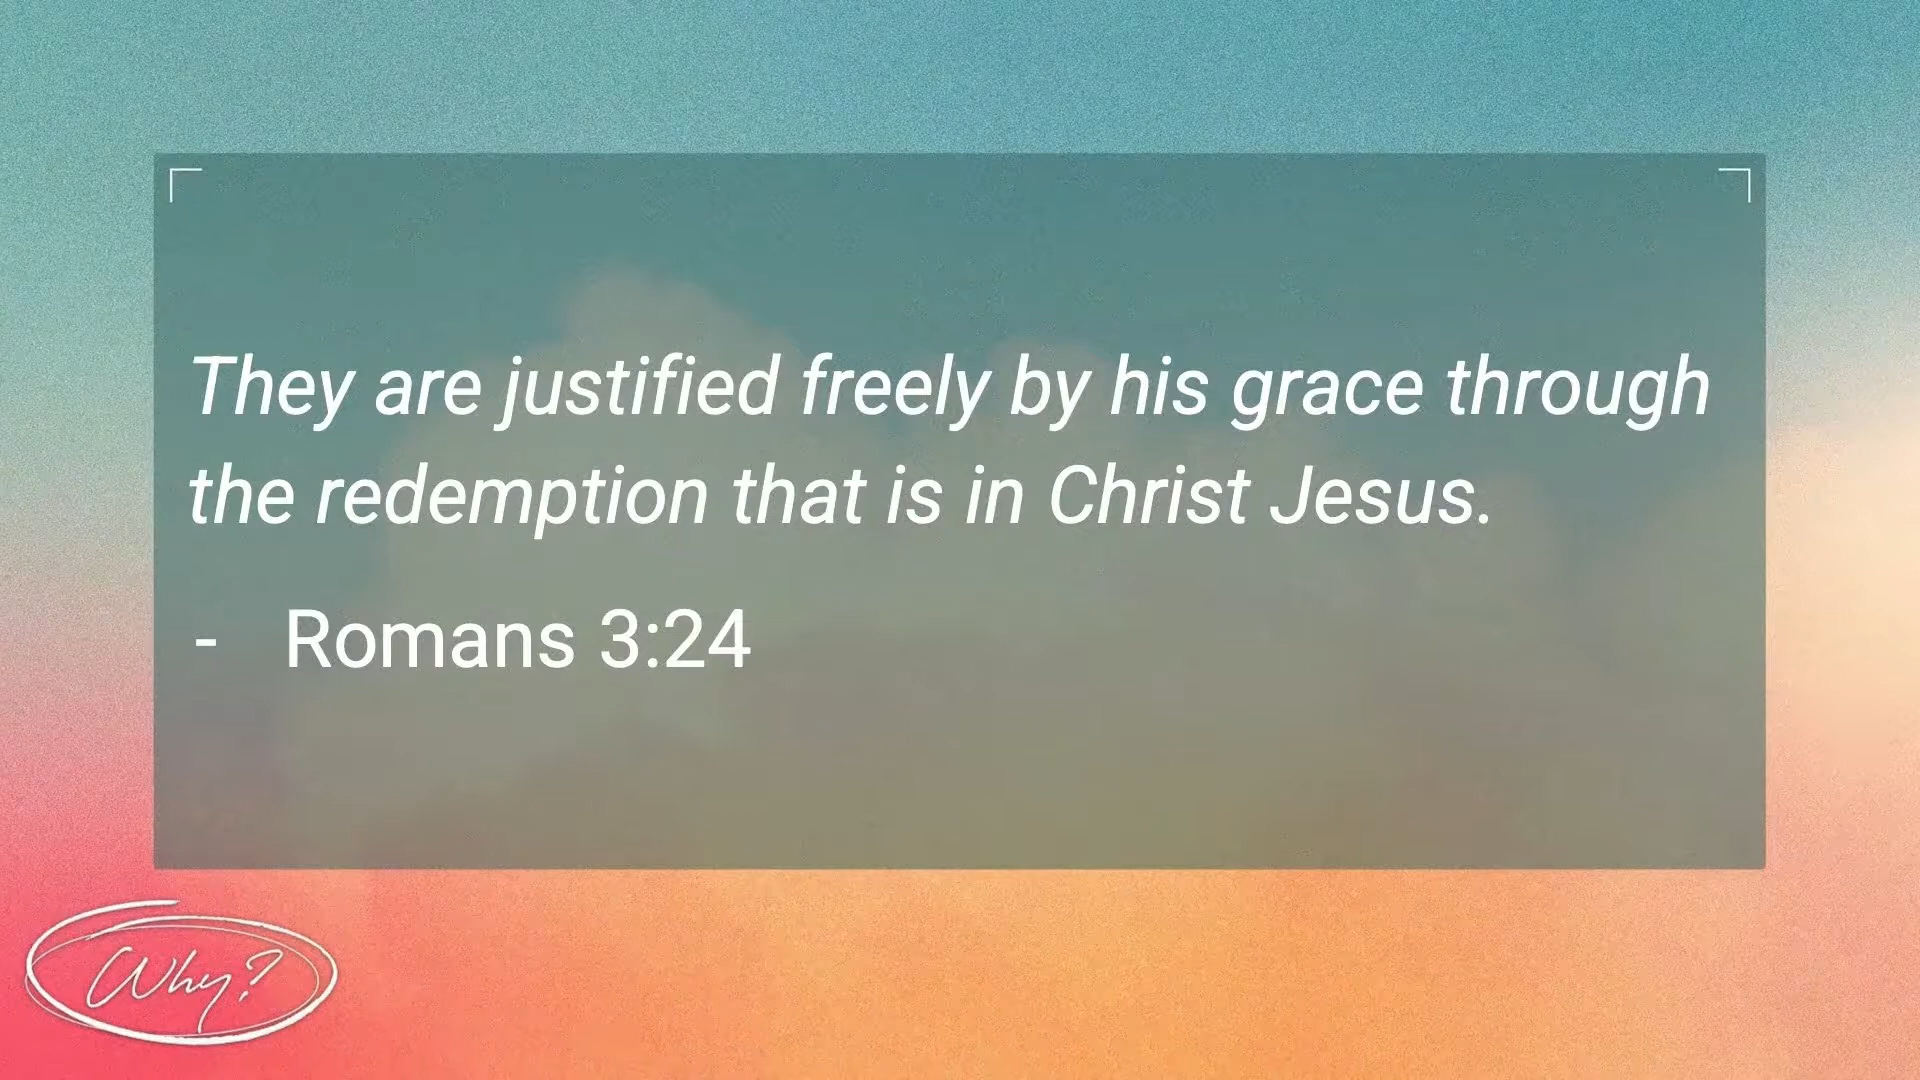 They are justified freely by his grace through
the redemption that is in Christ Jesus.
- Romans 3:24
Why?